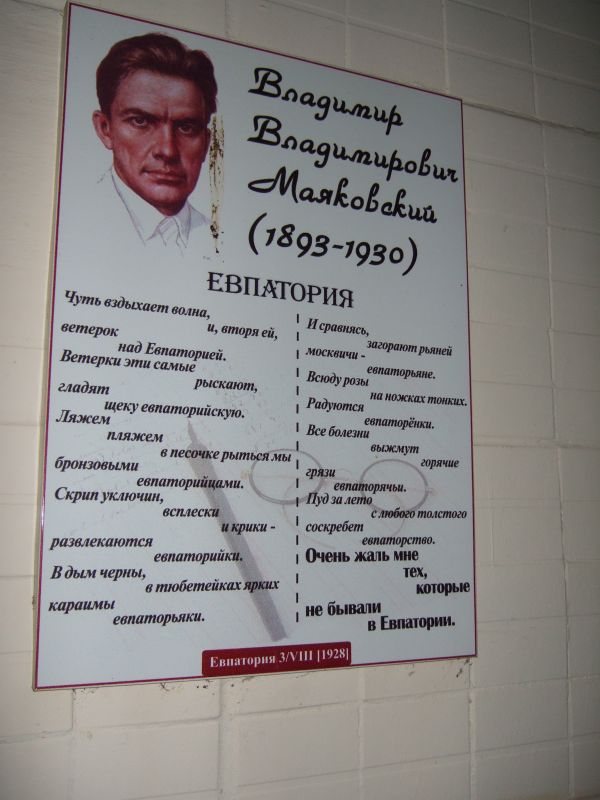 Владимир
Владимирович
Маяковский
(1893-1930)
ЕВПАТОРИЯ
Чуть вздыхает волна,
и, вторя ей,
ветерок
над Евпаторией.
Ветерки эти самые
рыскают,
гладят
щеку евпаторийскую.
Ляжем
пляжем
в песочке рыться мы
бронзовыми
евпаторийцами.
Скрип уключин,
всплески
и крики -
развлекаются
евпаторийки.
В дым черны,
в тюбетейках ярких
караимы
евпаторьяки.
И сравнясь,
загорают рьяней
москвичи -
евпаторьяне.
Всюду розы
на ножках тонких.
Радуются
евпаторёнки.
Все болезни
выжмут
горячие
грязи
евпаторячьи.
Пуд за лето
с любого толстого
соскребет
евпаторство.
Очень жаль мне
тех,
которые
не бывали
в Евпатории.
Евпатория 3/VIII [1928]